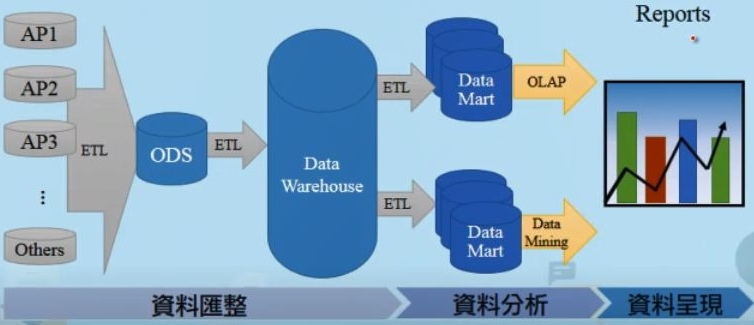 Reports
AP1
AP2
AP3
⋮
Others
ETL
ODS
ETL
Data
Warehouse
ETL
Data
Mart
OLAP
ETL
Data
Mart
Data
Mining
資料匯整
資料分析
資料呈現